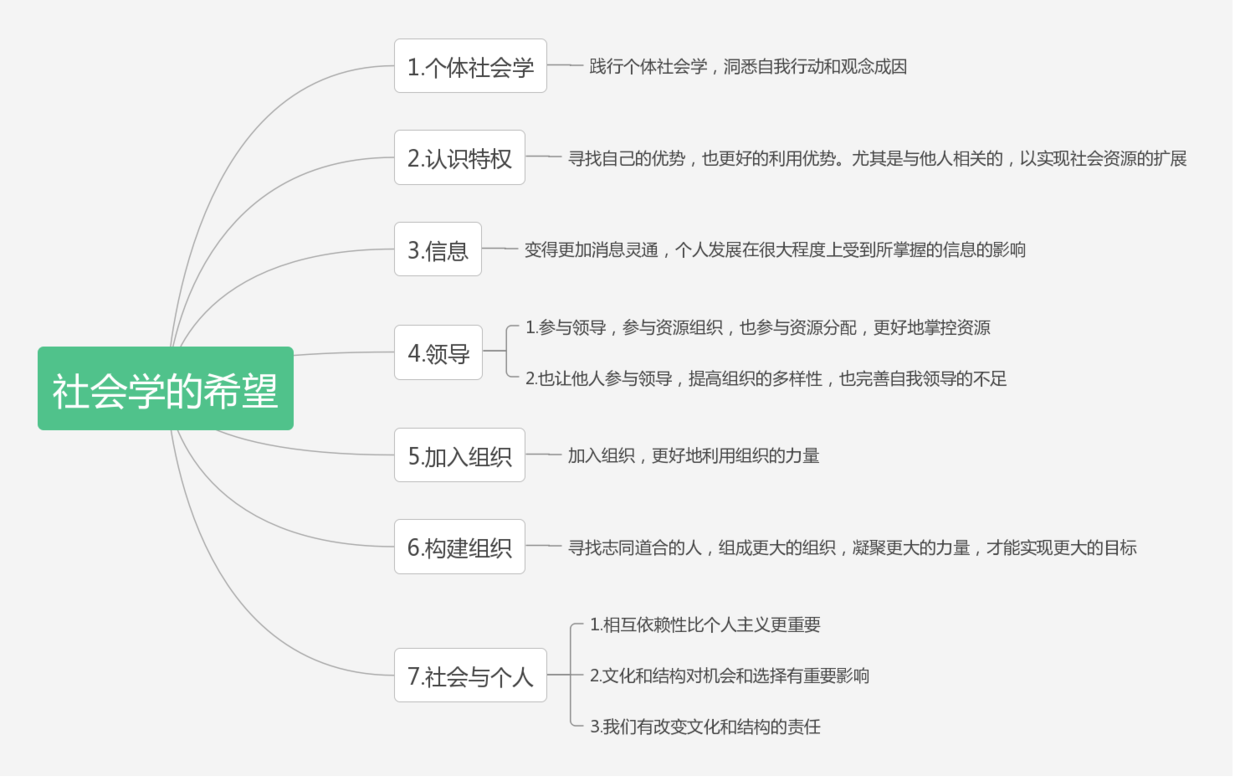 社会学的希望
1.个体社会学
践行个体社会学，洞悉自我行动和观念成因
2.认识特权
寻找自己的优势，也更好的利用优势。尤其是与他人相关的，以实现社会资源的扩展
3.信息
变得更加消息灵通，个人发展在很大程度上受到所掌握的信息的影响
4.领导
1.参与领导，参与资源组织，也参与资源分配，更好地掌控资源
2.也让他人参与领导，提高组织的多样性，也完善自我领导的不足
5.加入组织
加入组织，更好地利用组织的力量
6.构建组织
寻找志同道合的人，组成更大的组织，凝聚更大的力量，才能实现更大的目标
7.社会与个人
1.相互依赖性比个人主义更重要
2.文化和结构对机会和选择有重要影响
3.我们有改变文化和结构的责任